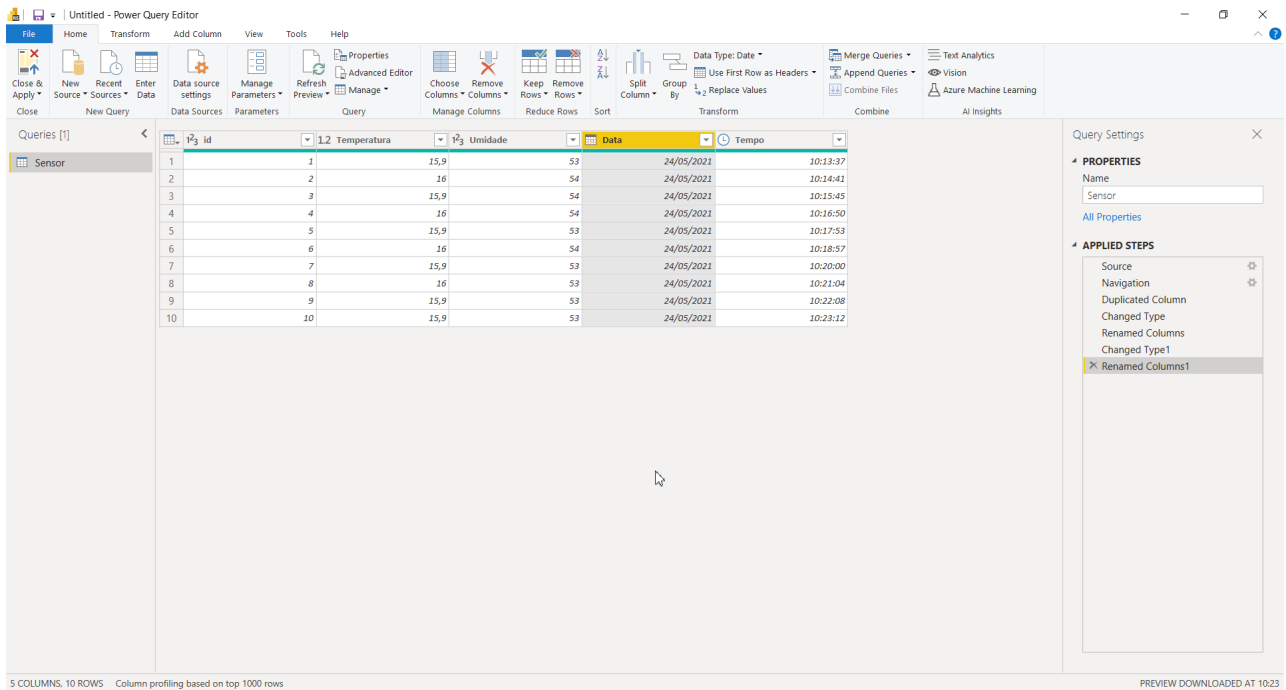 Untitled - Power Query Editor
File Home Transform Add Column View Tools Help
Close & Apply
New Source
Recent Sources
Enter Data
Data source settings
Manage Parameters
Refresh Preview
Properties
Advanced Editor
Manage
Choose Columns
Remove Columns
Keep Rows
Remove Rows
Split Column
Group By
Data Type: Date
Use First Row as Headers
Replace Values
Merge Queries
Append Queries
Combine Files
Text Analytics
Vision
Azure Machine Learning
Close New Query Data Sources Parameters Query Manage Columns Reduce Rows Sort Transform Combine AI Insights
Queries [1]
Sensor
123 id 1.2 Temperatura 123 Umidade Data Tempo
1 1 15,9 53 24/05/2021 10:13:37
2 2 16 54 24/05/2021 10:14:41
3 3 15,9 54 24/05/2021 10:15:45
4 4 16 54 24/05/2021 10:16:50
5 5 15,9 53 24/05/2021 10:17:53
6 6 16 54 24/05/2021 10:18:57
7 7 15,9 53 24/05/2021 10:20:00
8 8 16 53 24/05/2021 10:21:04
9 9 15,9 53 24/05/2021 10:22:08
10 10 15,9 53 24/05/2021 10:23:12
Query Settings
PROPERTIES
Name
Sensor
All Properties
APPLIED STEPS
Source
Navigation
Duplicated Column
Changed Type
Renamed Columns
Changed Type1
Renamed Columns1
5 COLUMNS, 10 ROWS Column profiling based on top 1000 rows
PREVIEW DOWNLOADED AT 10:23